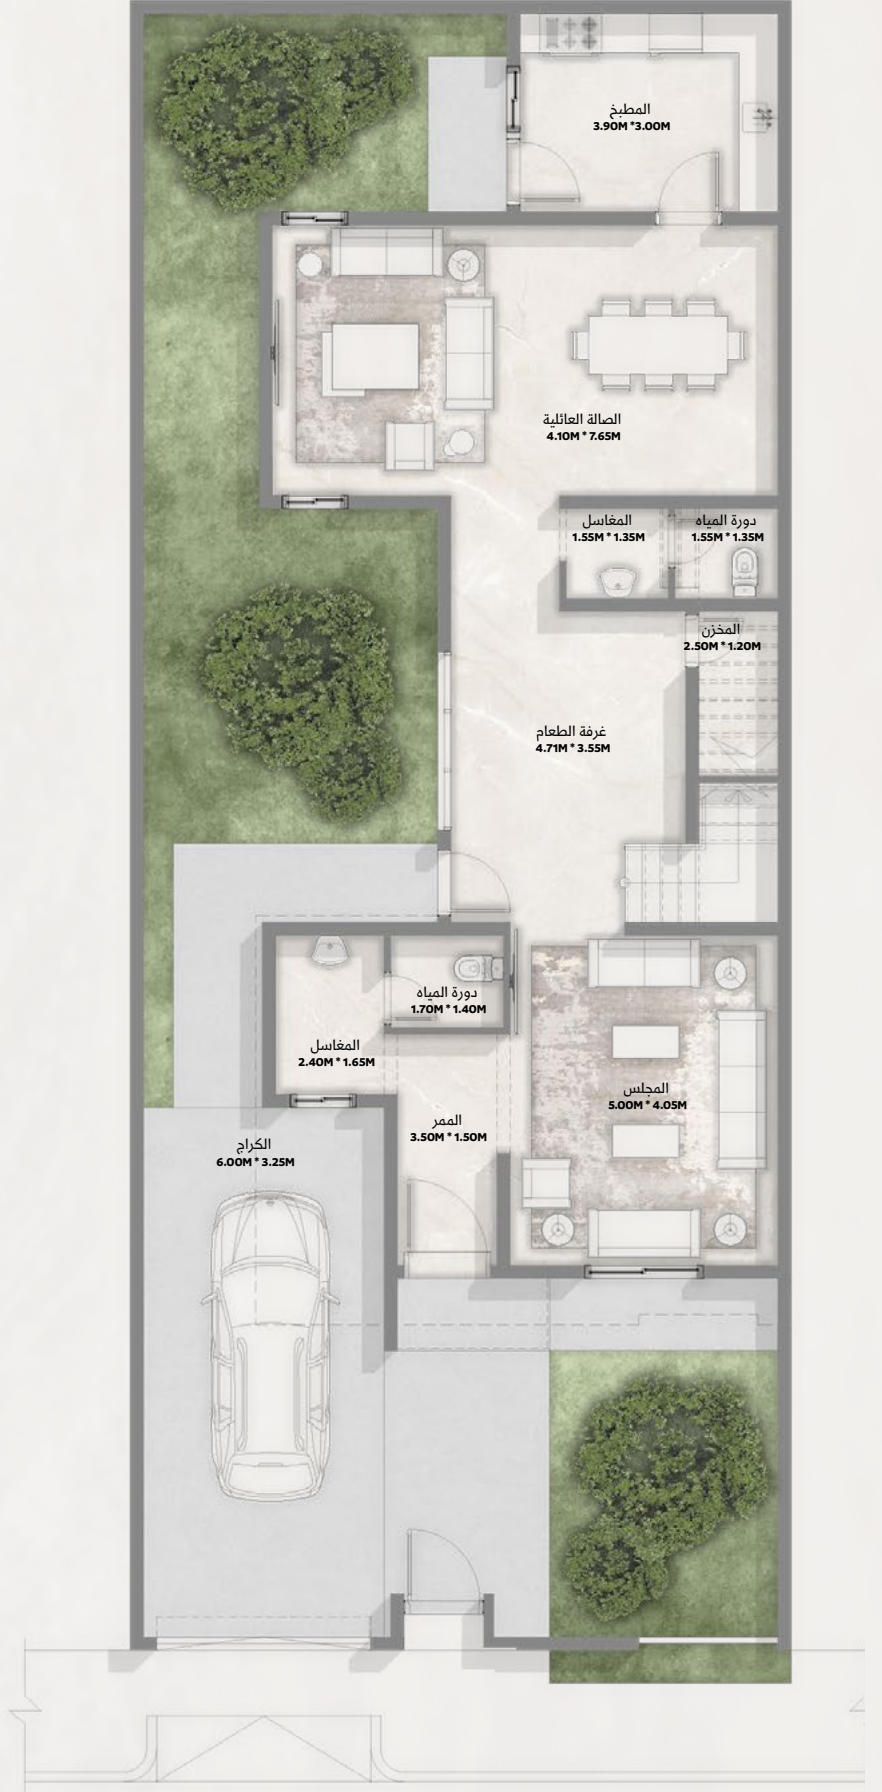 المطبخ
3.90M *3.00M
الصالة العائلية
4.10M * 7.65M
دورة المياه
1.55M * 1.35M
المغاسل
1.55M * 1.35M
المخزن
2.50M * 1.20M
غرفة الطعام
4.71M * 3.55M
دورة المياه
1.70M * 1.40M
المغاسل
2.40M * 1.65M
المجلس
5.00M * 4.05M
الممر
3.50M * 1.50M
الكراج
6.00M * 3.25M